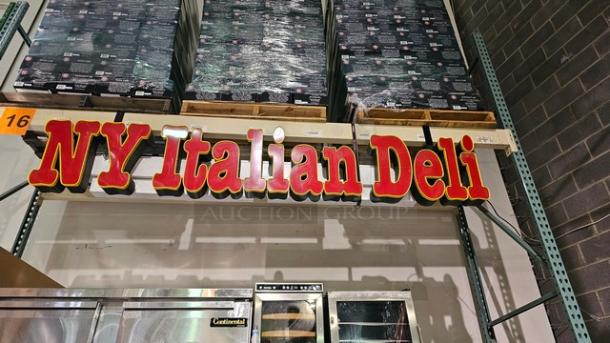 16
NY Italian Deli
AUCTION GROUP
Continental